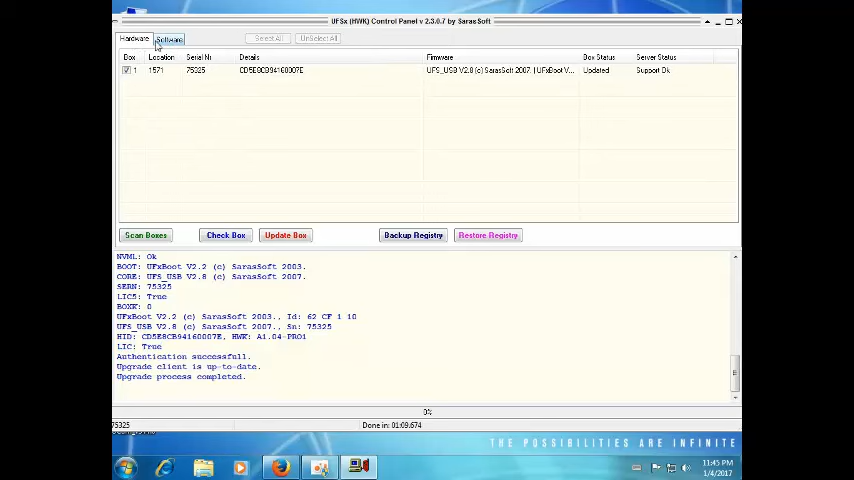 UFSx (HWK) Control Panel v 2.3.0.7 by SarasSoft
Hardware Software Select All UnSelect All
Box Location Serial Nr Details Firmware Box Status Server Status
1 1571 75325 CD5E8CB94160007E UFS_USB V2.8 (c) SarasSoft 2007. | UFxBoot V... Updated Support Ok
Scan Boxes Check Box Update Box Backup Registry Restore Registry
NVML: Ok
BOOT: UFxBoot V2.2 (c) SarasSoft 2003.
CORE: UFS_USB V2.8 (c) SarasSoft 2007.
SERN: 75325
LIC5: True
BOXK: 0
UFxBoot V2.2 (c) SarasSoft 2003., Id: 62 CF 1 10
UFS_USB V2.8 (c) SarasSoft 2007., Sn: 75325
HID: CD5E8CB94160007E, HWK: A1.04-PRO1
LIC: True
Authentication successfull.
Upgrade client is up-to-date.
Upgrade process completed.
0%
75325 Done in: 01:09.674
THE POSSIBILITIES ARE INFINITE
11:45 PM
1/4/2017